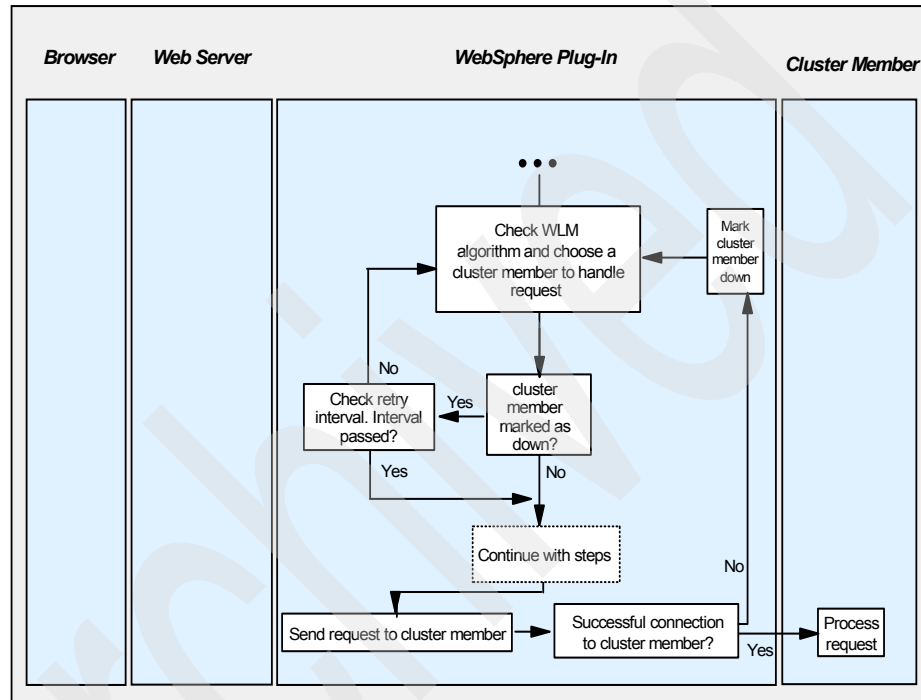 Browser
Web Server
WebSphere Plug-In
Cluster Member
Check WLM
algorithm and choose a
cluster member to handle
request
Mark
cluster
member
down
No
Check retry
interval. Interval
passed?
Yes
cluster
member
marked as
down?
Yes
No
Continue with steps
No
Send request to cluster member
Successful connection
to cluster member?
Yes
Process
request
rchived